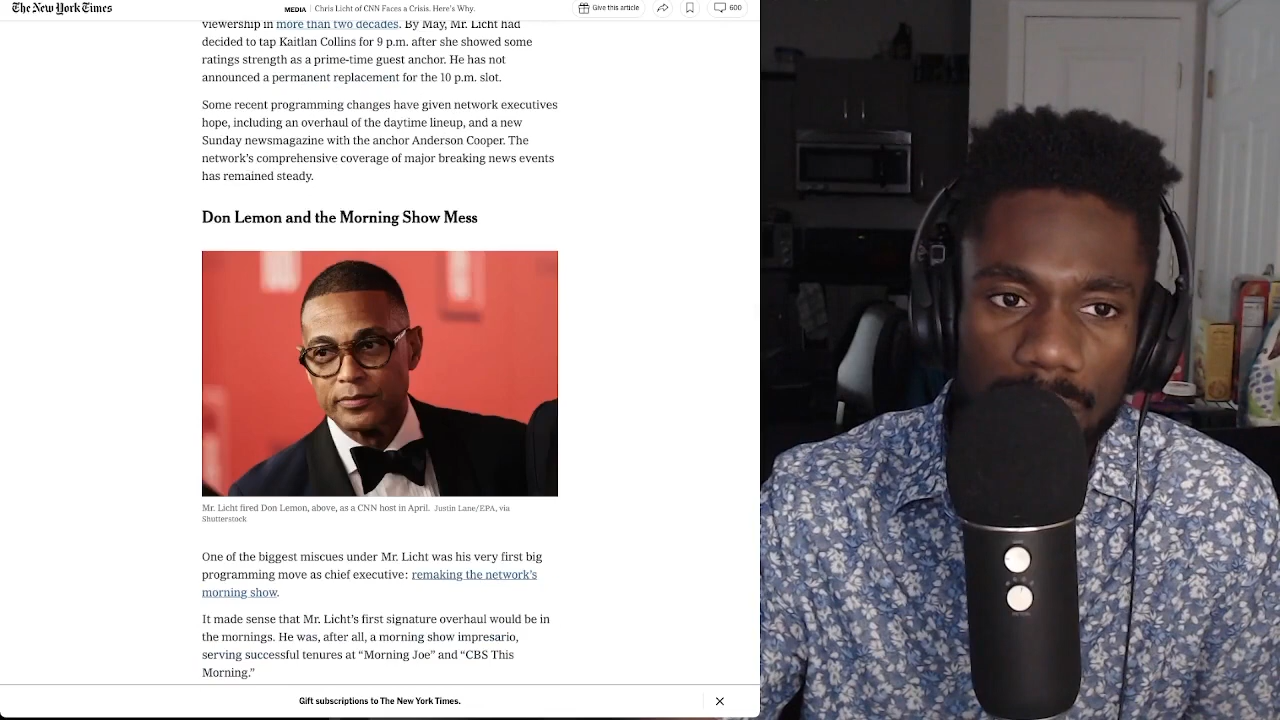 The New York Times
MEDIA | Chris Licht of CNN Faces a Crisis. Here's Why.
Give this article
600
viewership in more than two decades. By May, Mr. Licht had
decided to tap Kaitlan Collins for 9 p.m. after she showed some
ratings strength as a prime-time guest anchor. He has not
announced a permanent replacement for the 10 p.m. slot.
Some recent programming changes have given network executives
hope, including an overhaul of the daytime lineup, and a new
Sunday newsmagazine with the anchor Anderson Cooper. The
network's comprehensive coverage of major breaking news events
has remained steady.
Don Lemon and the Morning Show Mess
Mr. Licht fired Don Lemon, above, as a CNN host in April. Justin Lane/EPA, via
Shutterstock
One of the biggest miscues under Mr. Licht was his very first big
programming move as chief executive: remaking the network's
morning show.
It made sense that Mr. Licht's first signature overhaul would be in
the mornings. He was, after all, a morning show impresario,
serving successful tenures at “Morning Joe” and “CBS This
Morning.”
Gift subscriptions to The New York Times.